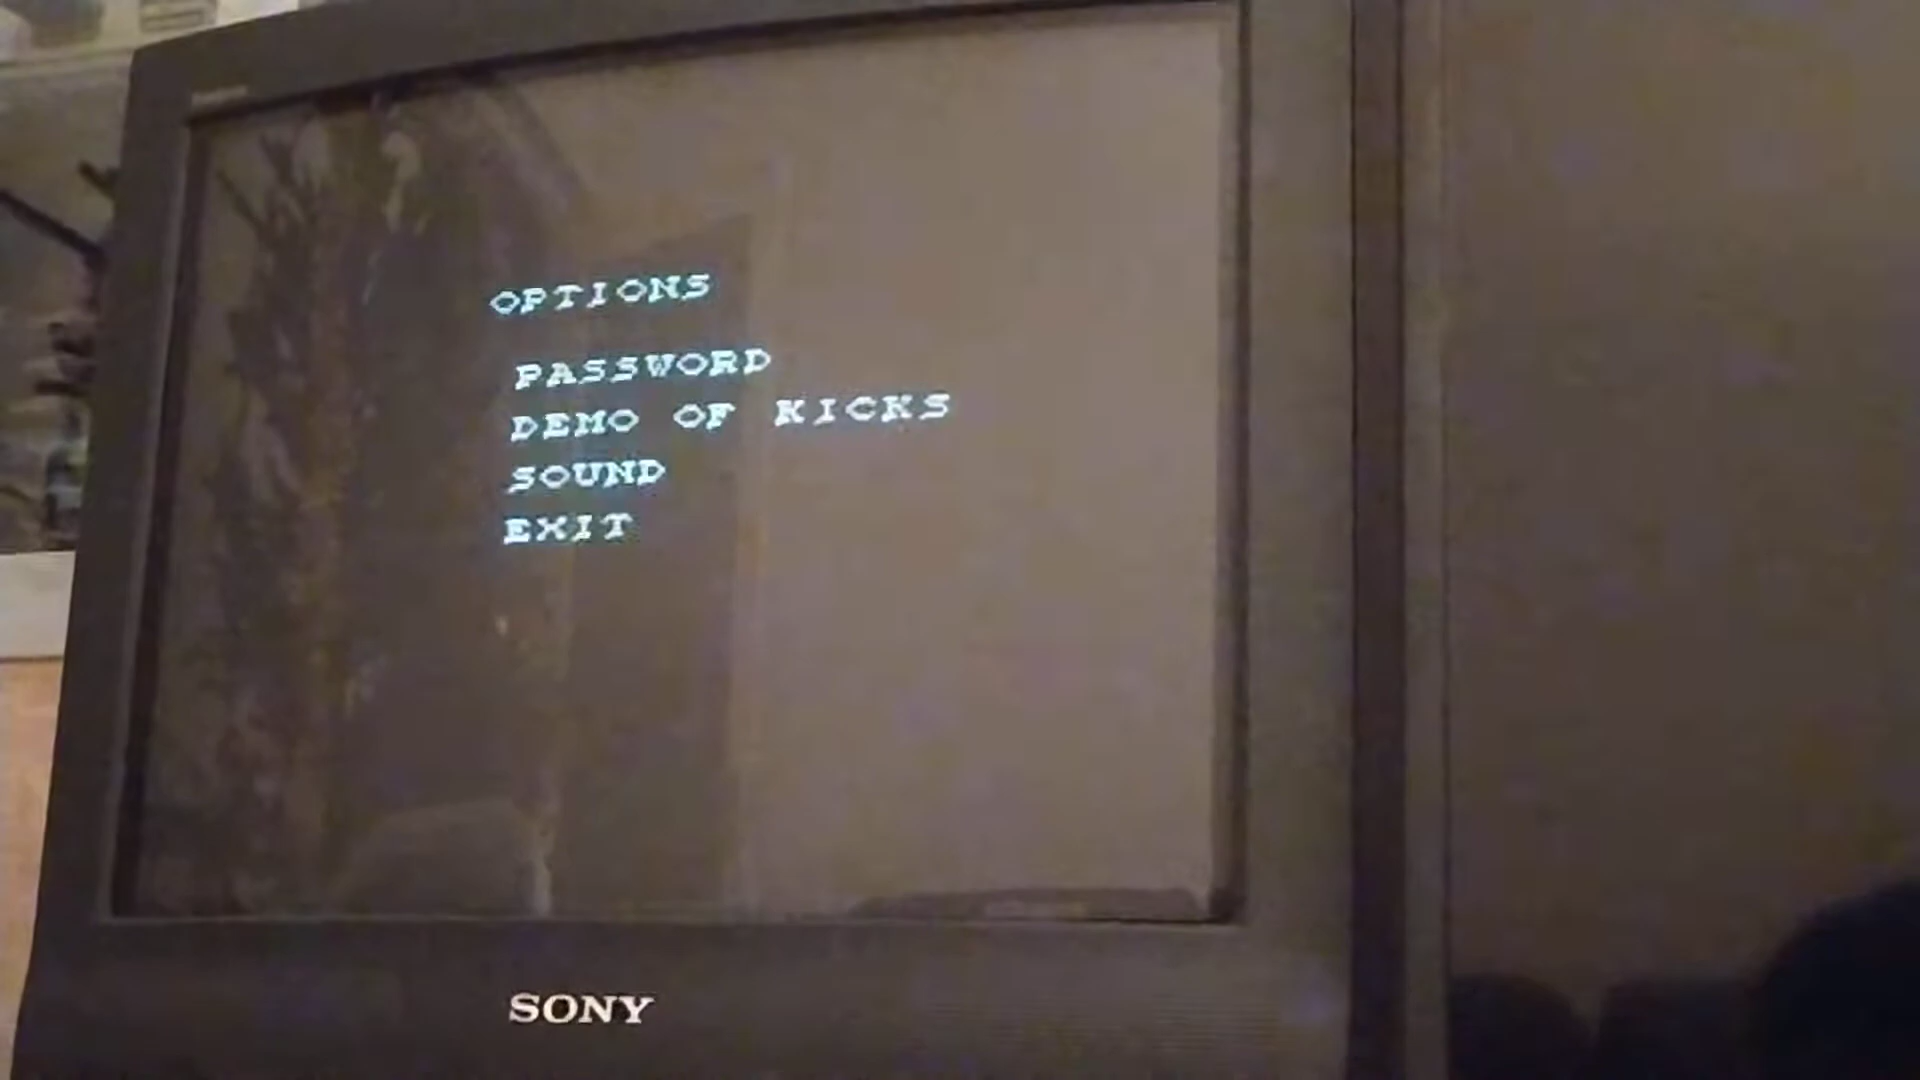 OPTIONS
PASSWORD
DEMO OF KICKS
SOUND
EXIT
SONY